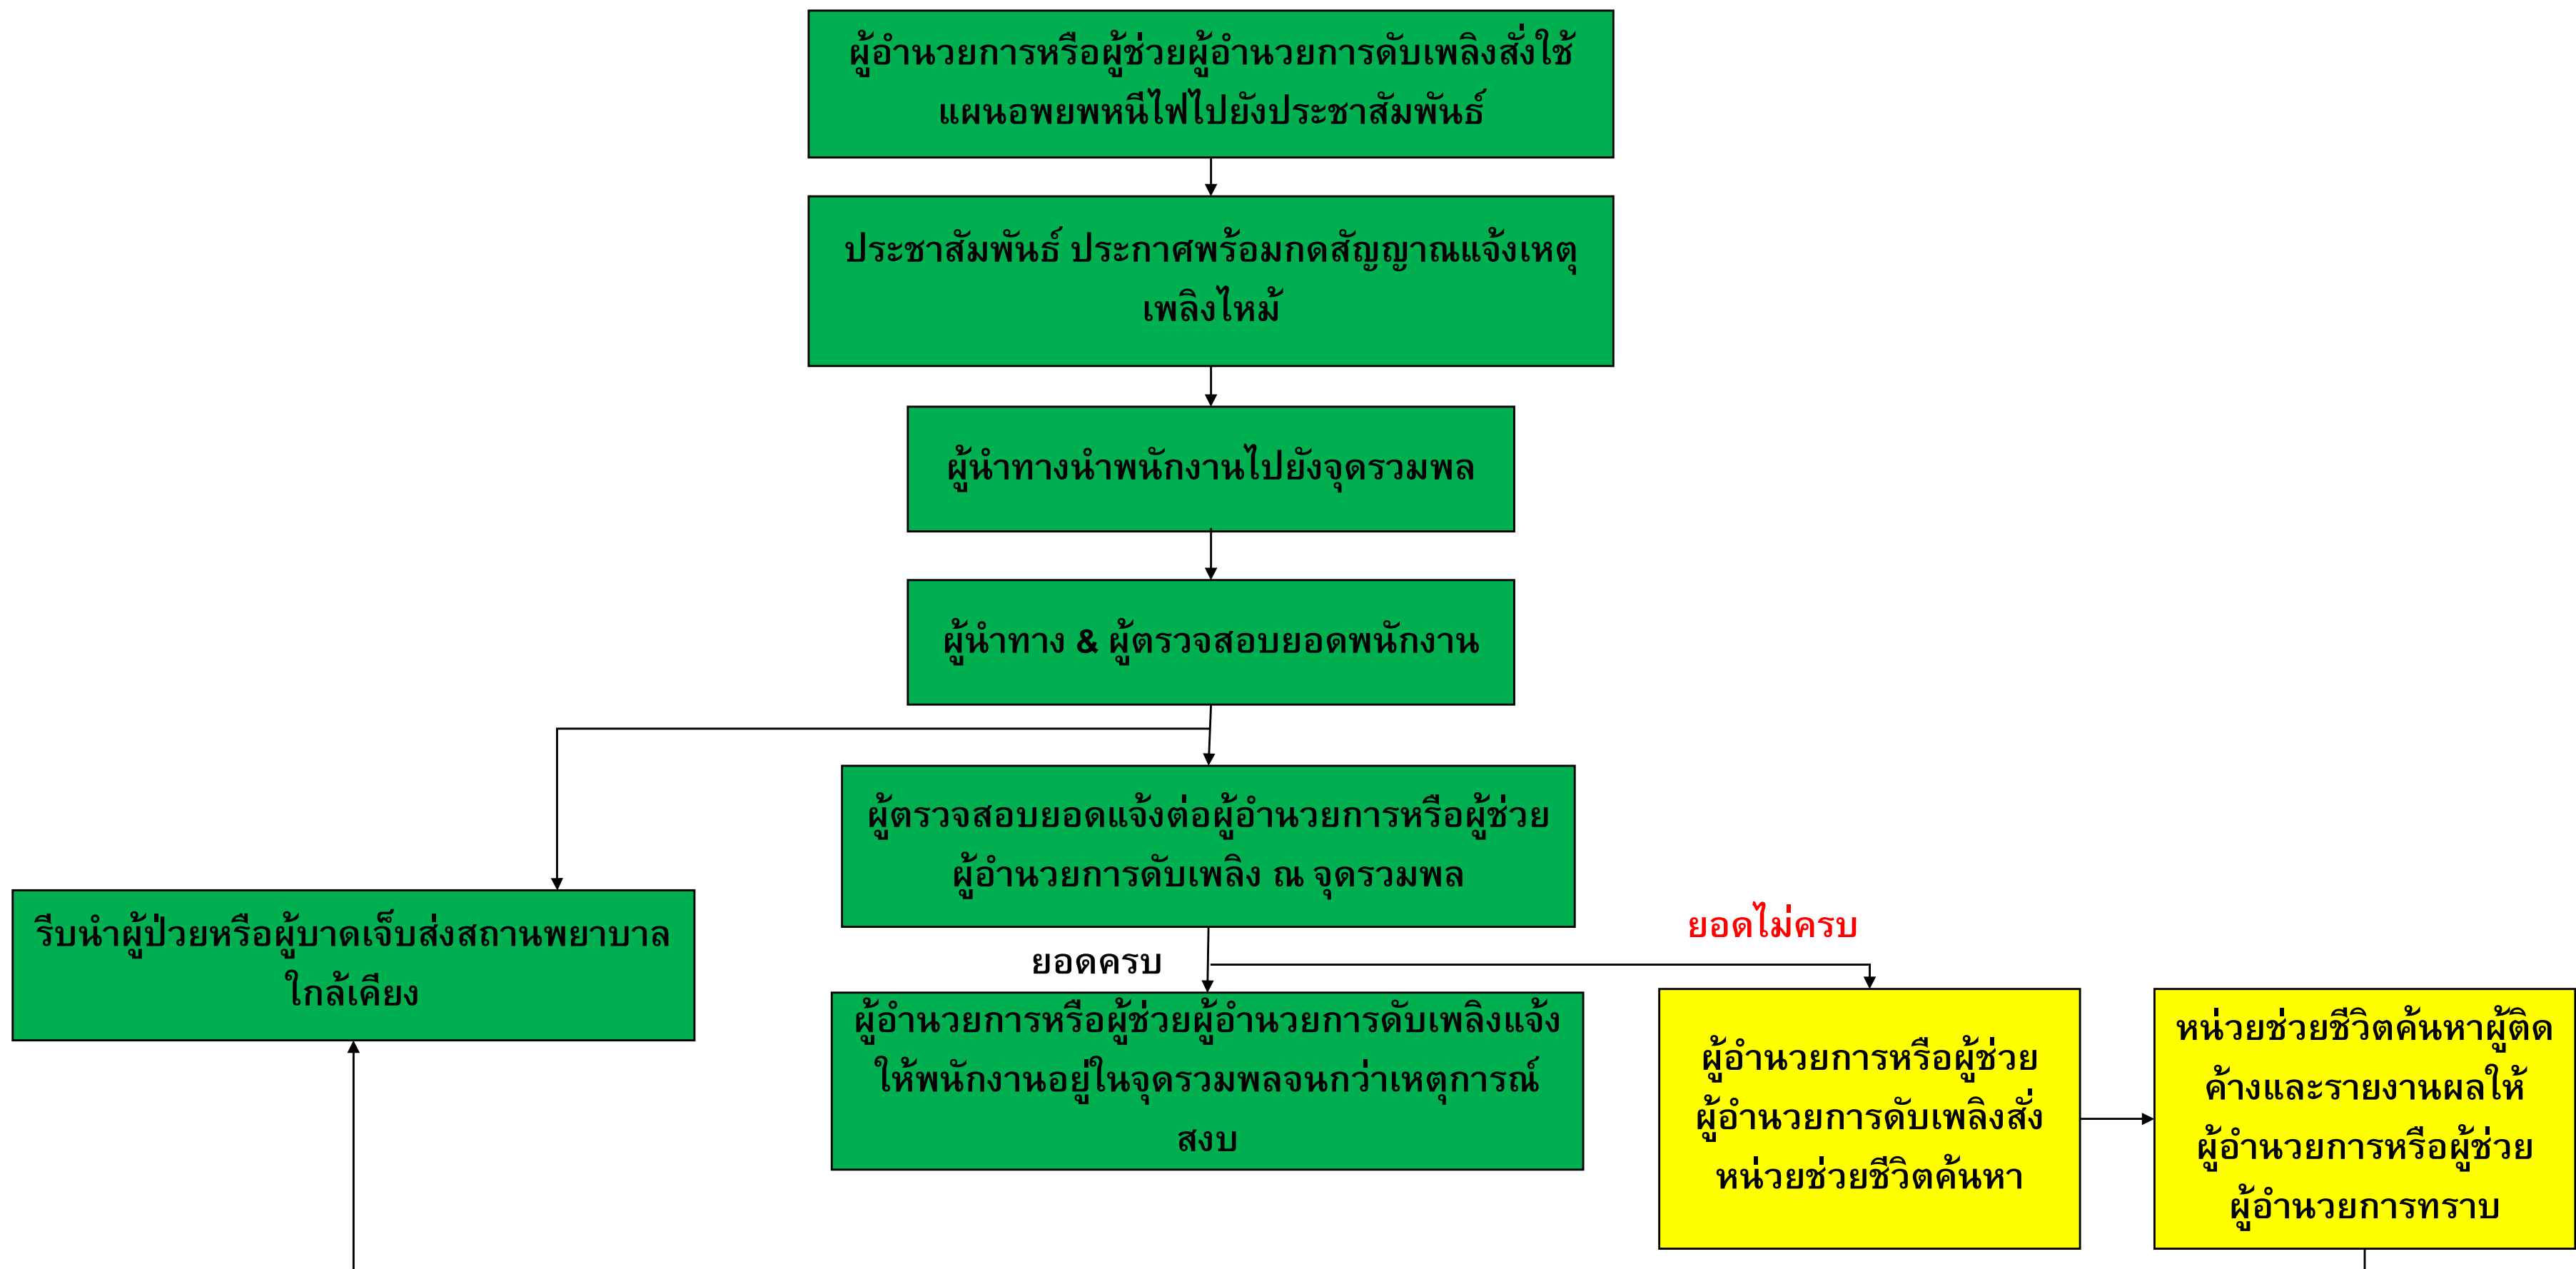 ผู้อำนวยการหรือผู้ช่วยผู้อำนวยการดับเพลิงสั่งใช้
แผนอพยพหนีไฟไปยังประชาสัมพันธ์
ประชาสัมพันธ์ ประกาศพร้อมกดสัญญาณแจ้งเหตุ
เพลิงไหม้
ผู้นำทางนำพนักงานไปยังจุดรวมพล
ผู้นำทาง & ผู้ตรวจสอบยอดพนักงาน
ผู้ตรวจสอบยอดแจ้งต่อผู้อำนวยการหรือผู้ช่วย
ผู้อำนวยการดับเพลิง ณ จุดรวมพล
รีบนำผู้ป่วยหรือผู้บาดเจ็บส่งสถานพยาบาล
ใกล้เคียง
ยอดครบ
ยอดไม่ครบ
ผู้อำนวยการหรือผู้ช่วยผู้อำนวยการดับเพลิงแจ้ง
ให้พนักงานอยู่ในจุดรวมพลจนกว่าเหตุการณ์
สงบ
ผู้อำนวยการหรือผู้ช่วย
ผู้อำนวยการดับเพลิงสั่ง
หน่วยช่วยชีวิตค้นหา
หน่วยช่วยชีวิตค้นหาผู้ติด
ค้างและรายงานผลให้
ผู้อำนวยการหรือผู้ช่วย
ผู้อำนวยการทราบ